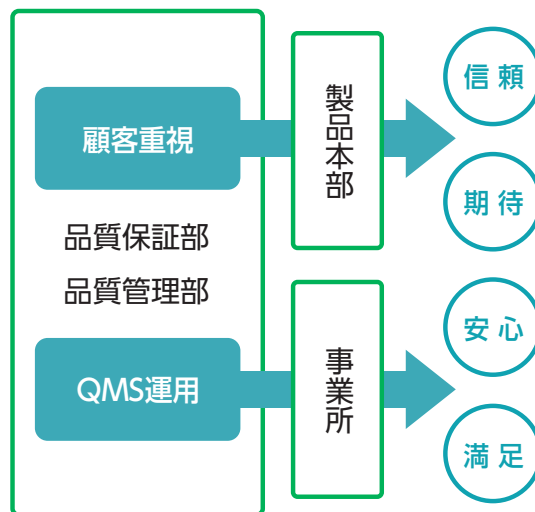 顧客重視
品質保証部
品質管理部
QMS運用
製品本部
事業所
信頼
期待
安心
満足